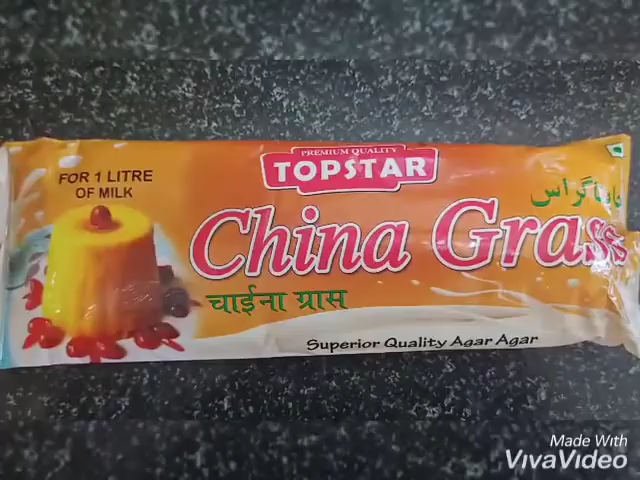 PREMIUM QUALITY
TOPSTAR
FOR 1 LITRE
OF MILK
China Grass
चाईना ग्रास
Superior Quality Agar Agar
Made With
VivaVideo